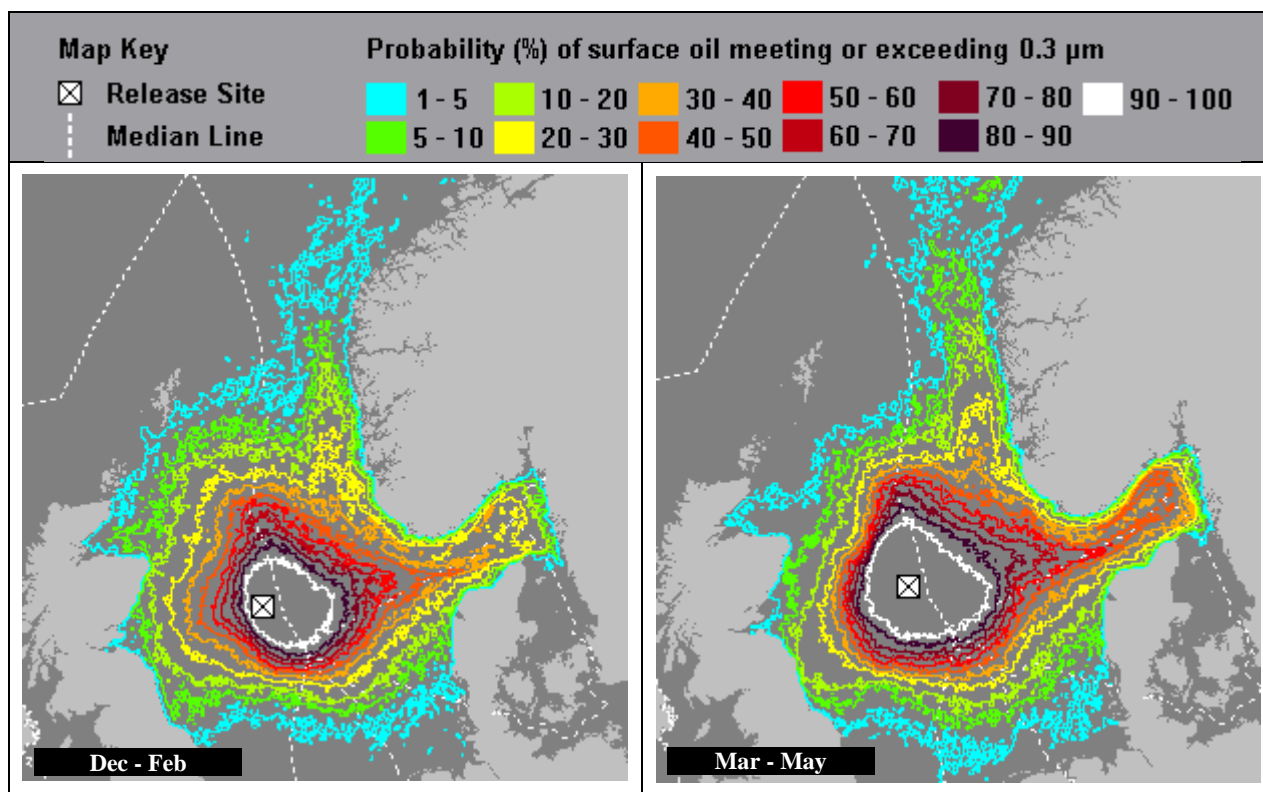 Map Key
Probability (%) of surface oil meeting or exceeding 0.3 µm
Release Site
1 - 5
10 - 20
30 - 40
50 - 60
70 - 80
90 - 100
Median Line
5 - 10
20 - 30
40 - 50
60 - 70
80 - 90
Dec - Feb
Mar - May